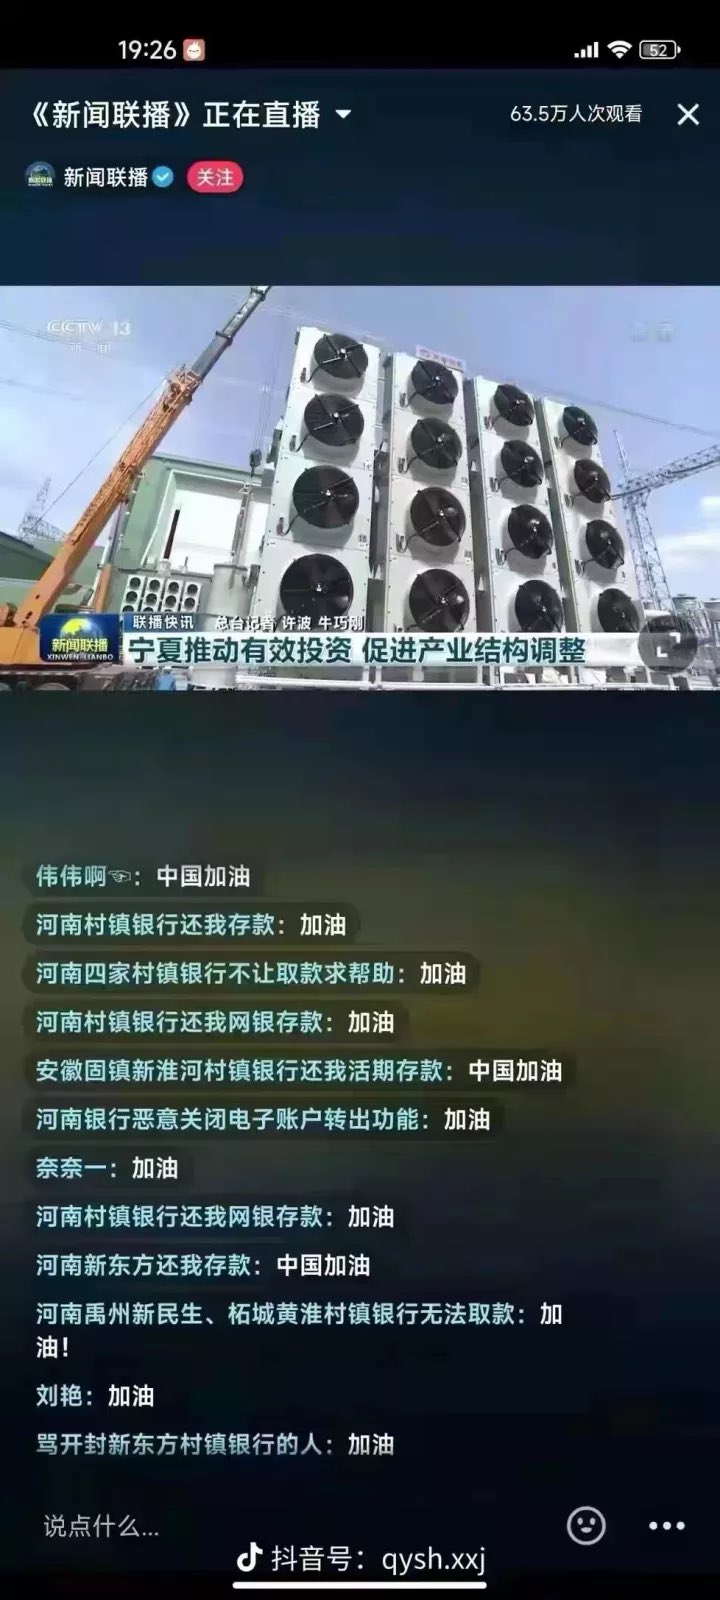 19:26
52
《新闻联播》正在直播
63.5万人次观看
新闻联播
关注
CCTV 13
联播快讯 总台记者 许波 牛巧刚
新闻联播
XINWEN LIANBO
宁夏推动有效投资 促进产业结构调整
伟伟啊☜：中国加油
河南村镇银行还我存款：加油
河南四家村镇银行不让取款求帮助：加油
河南村镇银行还我网银存款：加油
安徽固镇新淮河村镇银行还我活期存款：中国加油
河南银行恶意关闭电子账户转出功能：加油
奈奈一：加油
河南村镇银行还我网银存款：加油
河南新东方还我存款：中国加油
河南禹州新民生、柘城黄淮村镇银行无法取款：加
油！
刘艳：加油
骂开封新东方村镇银行的人：加油
说点什么...
抖音号：qysh.xxj